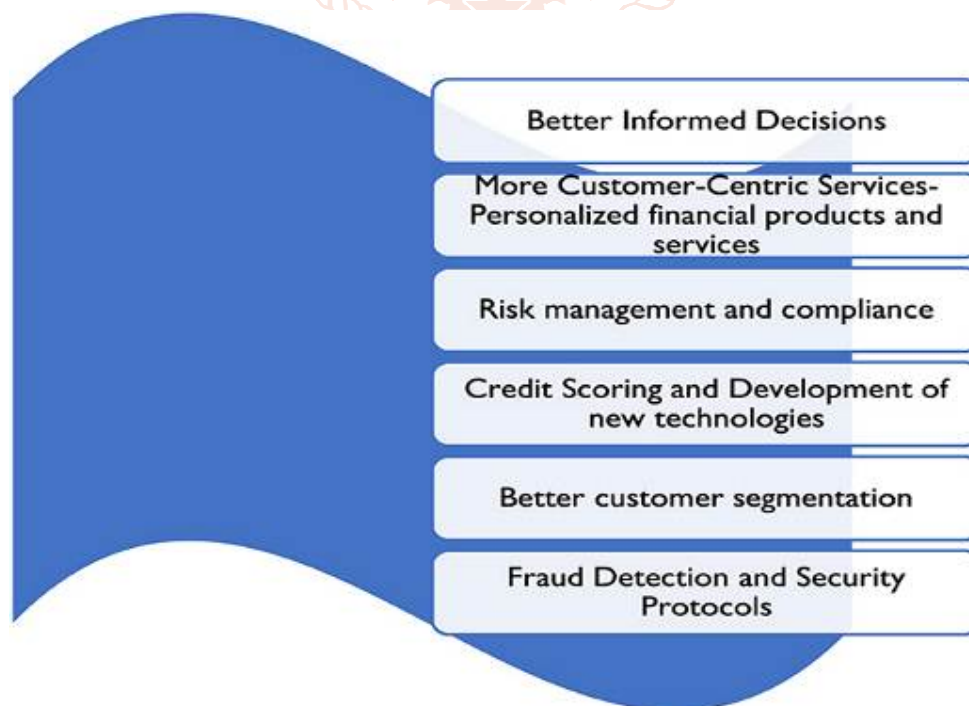 Better Informed Decisions
More Customer-Centric Services-
Personalized financial products and
services
Risk management and compliance
Credit Scoring and Development of
new technologies
Better customer segmentation
Fraud Detection and Security
Protocols